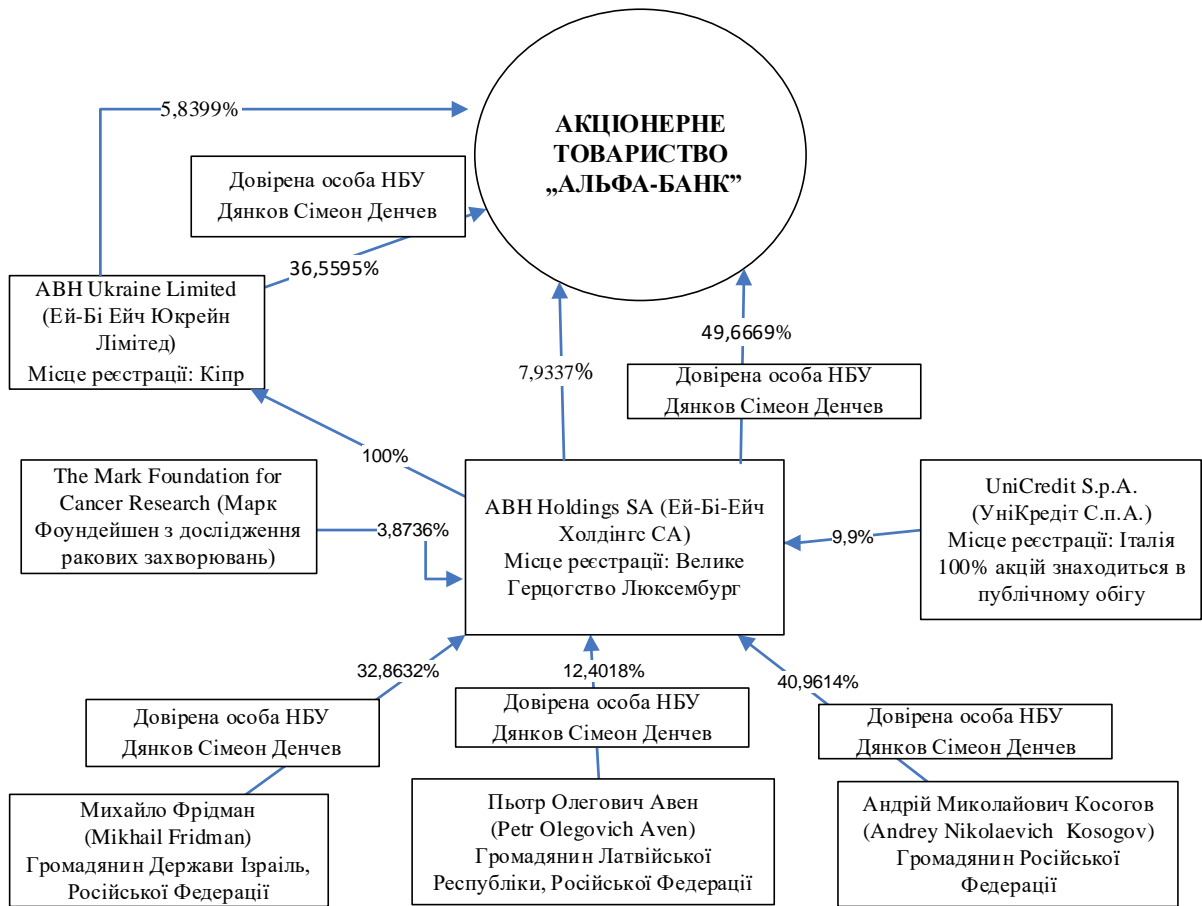 5,8399%
АКЦІОНЕРНЕ
ТОВАРИСТВО
„АЛЬФА-БАНК”
Довірена особа НБУ
Дянков Сімеон Денчев
36,5595%
ABH Ukraine Limited
(Ей-Бі Ейч Юкрейн
Лімітед)
Місце реєстрації: Кіпр
7,9337%
49,6669%
Довірена особа НБУ
Дянков Сімеон Денчев
100%
The Mark Foundation for
Cancer Research (Марк
Фоундейшен з дослідження
ракових захворювань)
3,8736%
ABH Holdings SA (Ей-Бі-Ейч
Холдінгс СА)
Місце реєстрації: Велике
Герцогство Люксембург
9,9%
UniCredit S.p.A.
(УніКредіт С.п.А.)
Місце реєстрації: Італія
100% акцій знаходиться в
публічному обігу
32,8632%
12,4018%
40,9614%
Довірена особа НБУ
Дянков Сімеон Денчев
Довірена особа НБУ
Дянков Сімеон Денчев
Довірена особа НБУ
Дянков Сімеон Денчев
Михайло Фрідман
(Mikhail Fridman)
Громадянин Держави Ізраіль,
Російської Федерації
Пьотр Олегович Авен
(Petr Olegovich Aven)
Громадянин Латвійської
Республіки, Російської Федерації
Андрій Миколайович Косогов
(Andrey Nikolaevich Kosogov)
Громадянин Російської
Федерації